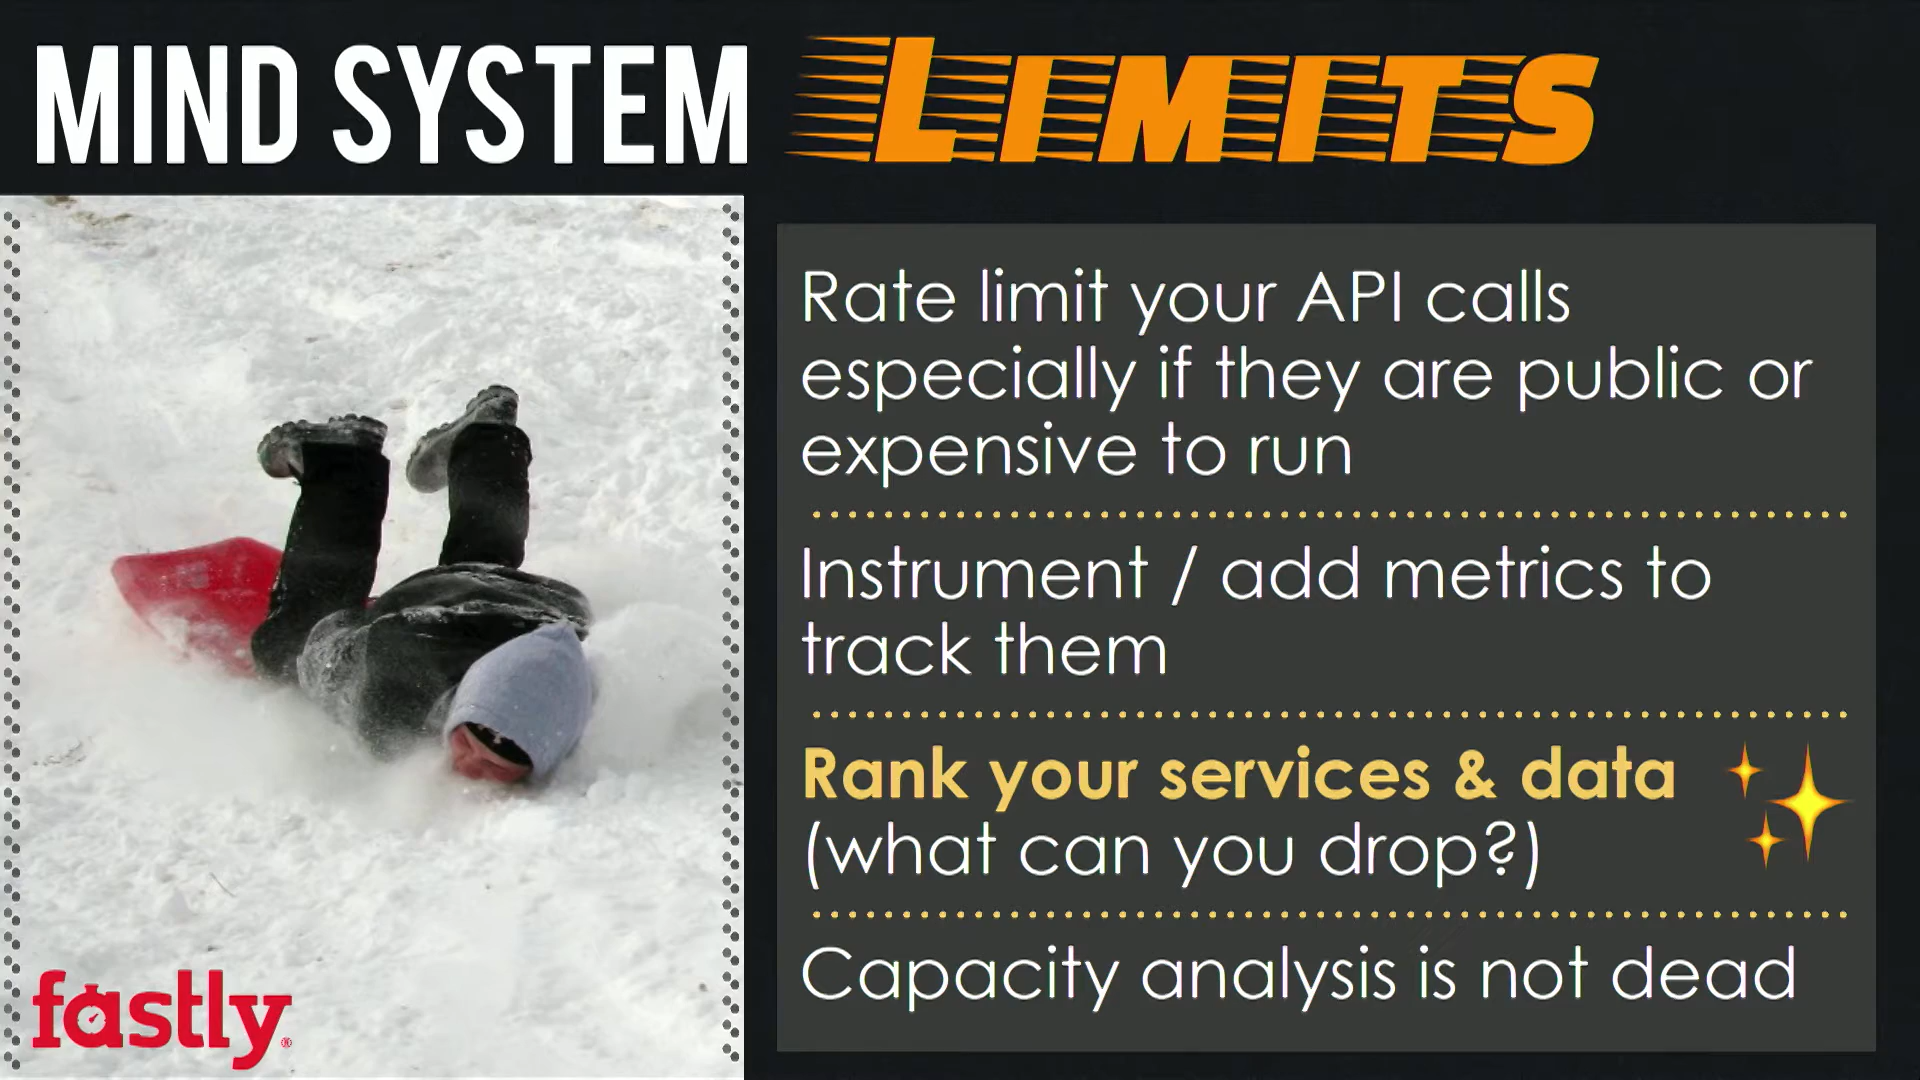 MIND SYSTEM LIMITS
Rate limit your API calls
especially if they are public or
expensive to run
Instrument / add metrics to
track them
Rank your services & data
(what can you drop?)
Capacity analysis is not dead
fastly®